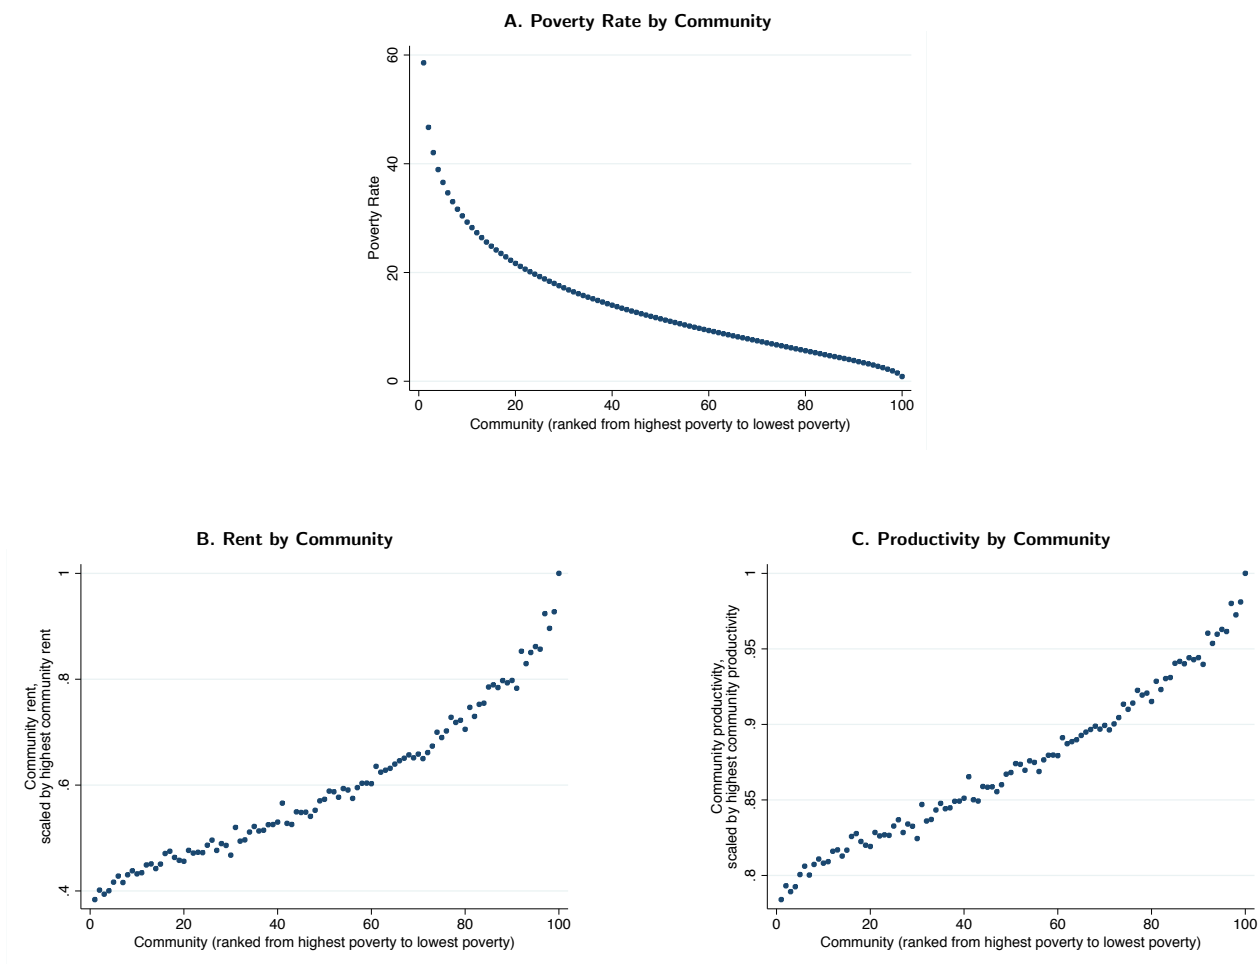 A. Poverty Rate by Community
60
40
20
0
Poverty Rate
0 20 40 60 80 100
Community (ranked from highest poverty to lowest poverty)
B. Rent by Community
1
.8
.6
.4
Community rent,
scaled by highest community rent
0 20 40 60 80 100
Community (ranked from highest poverty to lowest poverty)
C. Productivity by Community
1
.95
.9
.85
.8
Community productivity,
scaled by highest community productivity
0 20 40 60 80 100
Community (ranked from highest poverty to lowest poverty)